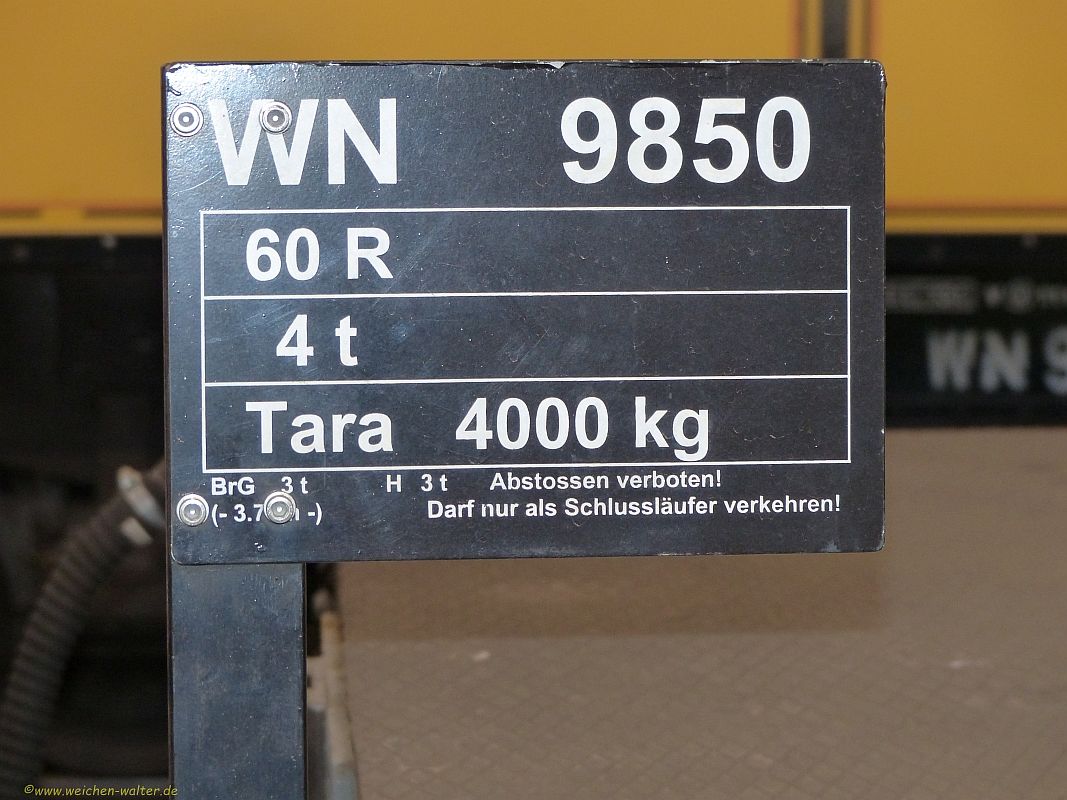 WN 9850
60 R
4 t
Tara 4000 kg
BrG 3 t H 3 t Abstossen verboten!
Darf nur als Schlussläufer verkehren!
WN
©www.weichen-walter.de